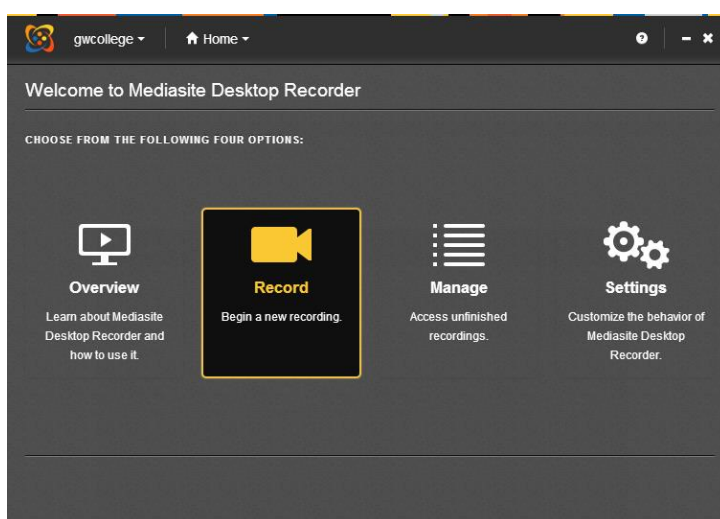 gwcollege Home
Welcome to Mediasite Desktop Recorder
CHOOSE FROM THE FOLLOWING FOUR OPTIONS:
Overview
Learn about Mediasite
Desktop Recorder and
how to use it.
Record
Begin a new recording.
Manage
Access unfinished
recordings.
Settings
Customize the behavior of
Mediasite Desktop
Recorder.